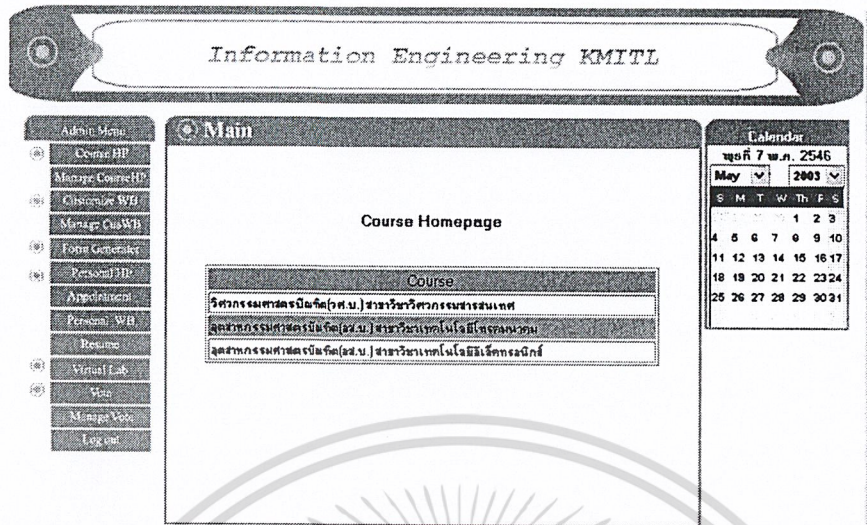 Information Engineering KMITL
Admin Menu
Course HP
Manage CourseHP
Customize WB
Manage CusWB
Form Generator
Personal HP
Appointment
Personal WB
Resume
Virtual Lab
Vote
Manage Vote
Log out
Main
Course Homepage
Course
วิศวกรรมศาสตรบัณฑิต(วศ.บ.) สาขาวิชาวิศวกรรมสารสนเทศ
อุตสาหกรรมศาสตรบัณฑิต(อส.บ.) สาขาวิชาเทคโนโลยีโทรคมนาคม
อุตสาหกรรมศาสตรบัณฑิต(อส.บ.) สาขาวิชาเทคโนโลยีอิเล็คทรอนิกส์
Calendar
พุธที่ 7 พ.ค. 2546
May 2003
S M T W Th F S
1 2 3
4 5 6 7 8 9 10
11 12 13 14 15 16 17
18 19 20 21 22 23 24
25 26 27 28 29 30 31